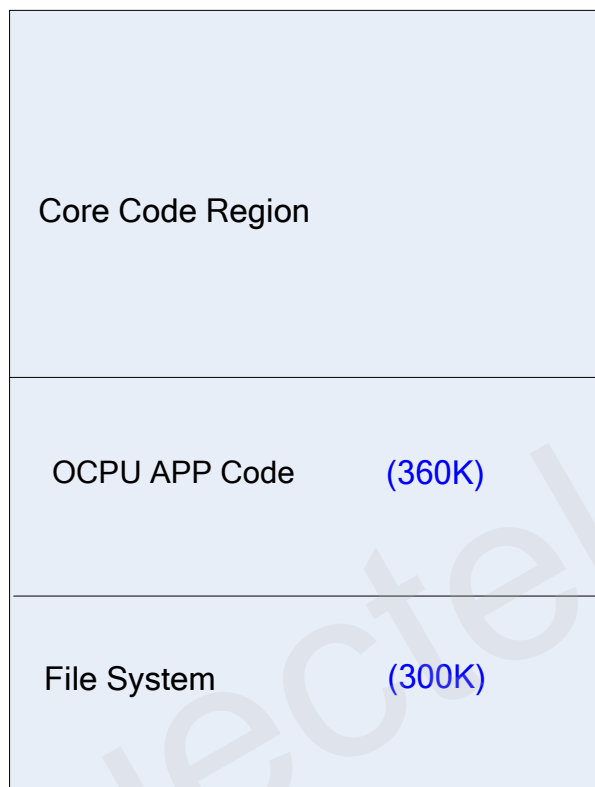 Core Code Region
OCPU APP Code (360K)
File System (300K)